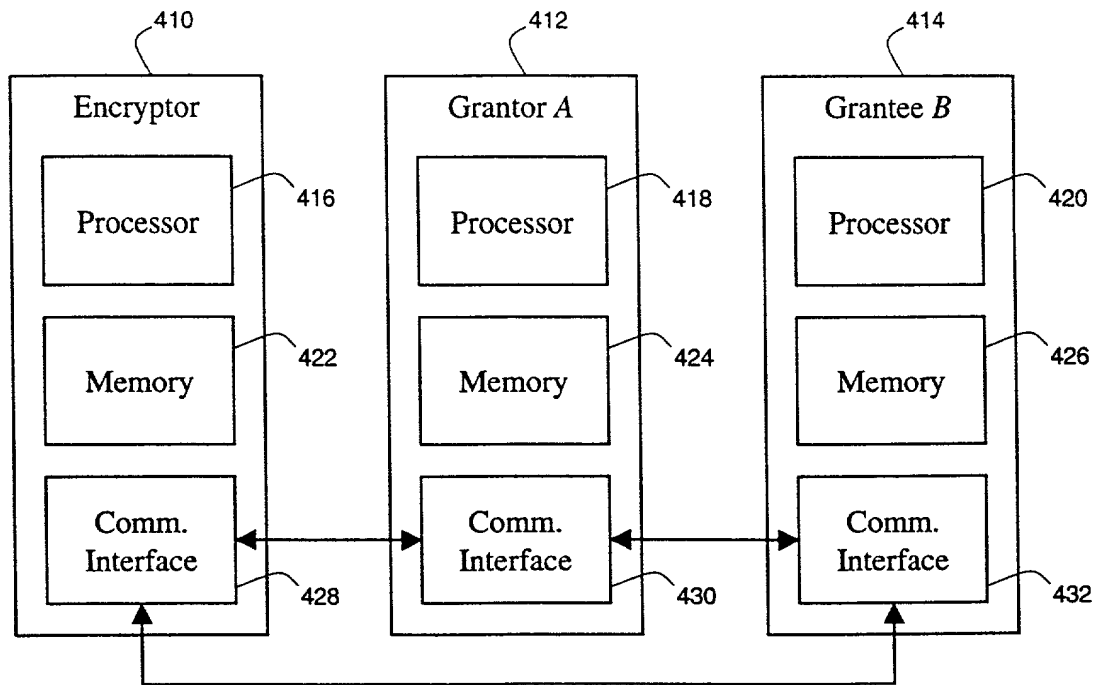 410
412
414
Encryptor
Grantor A
Grantee B
Processor
416
Processor
418
Processor
420
Memory
422
Memory
424
Memory
426
Comm.
Interface
428
Comm.
Interface
430
Comm.
Interface
432